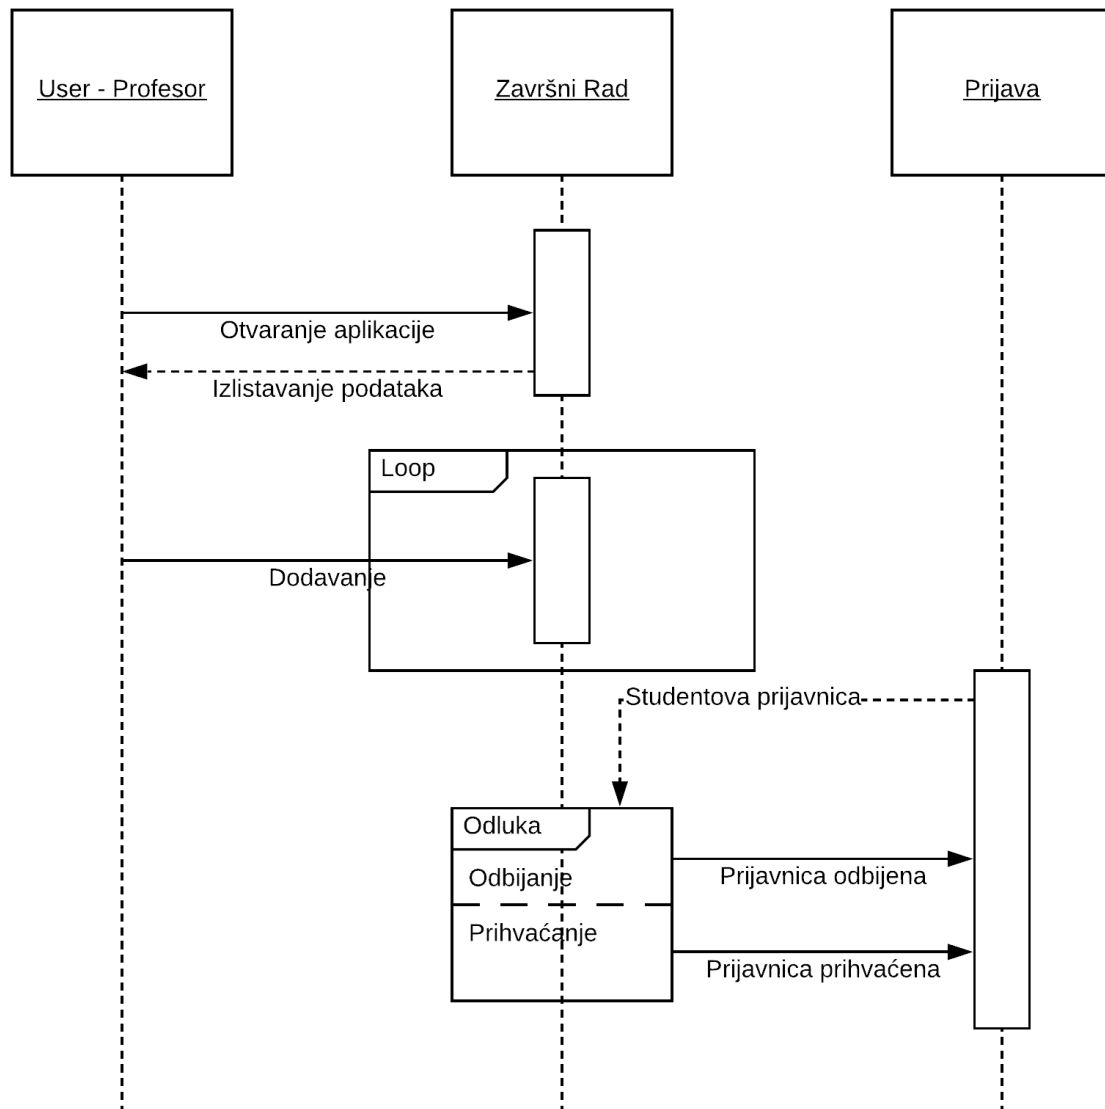 User - Profesor
Završni Rad
Prijava
Otvaranje aplikacije
Izlistavanje podataka
Loop
Dodavanje
Studentova prijavnica
Odluka
Odbijanje
Prijavnica odbijena
Prihvaćanje
Prijavnica prihvaćena